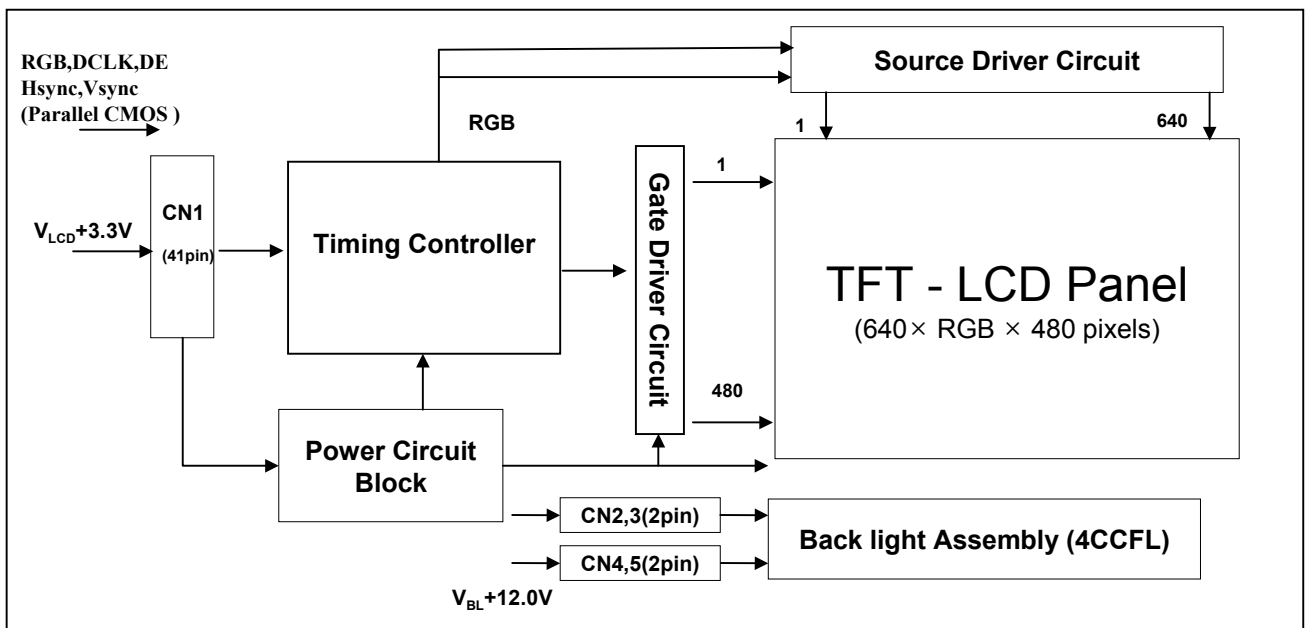 RGB,DCLK,DE
Hsync,Vsync
(Parallel CMOS )
Source Driver Circuit
RGB
1
640
CN1
(41pin)
V_LCD+3.3V
Timing Controller
Gate Driver Circuit
1
480
TFT - LCD Panel
(640× RGB × 480 pixels)
Power Circuit
Block
CN2,3(2pin)
CN4,5(2pin)
Back light Assembly (4CCFL)
V_BL+12.0V